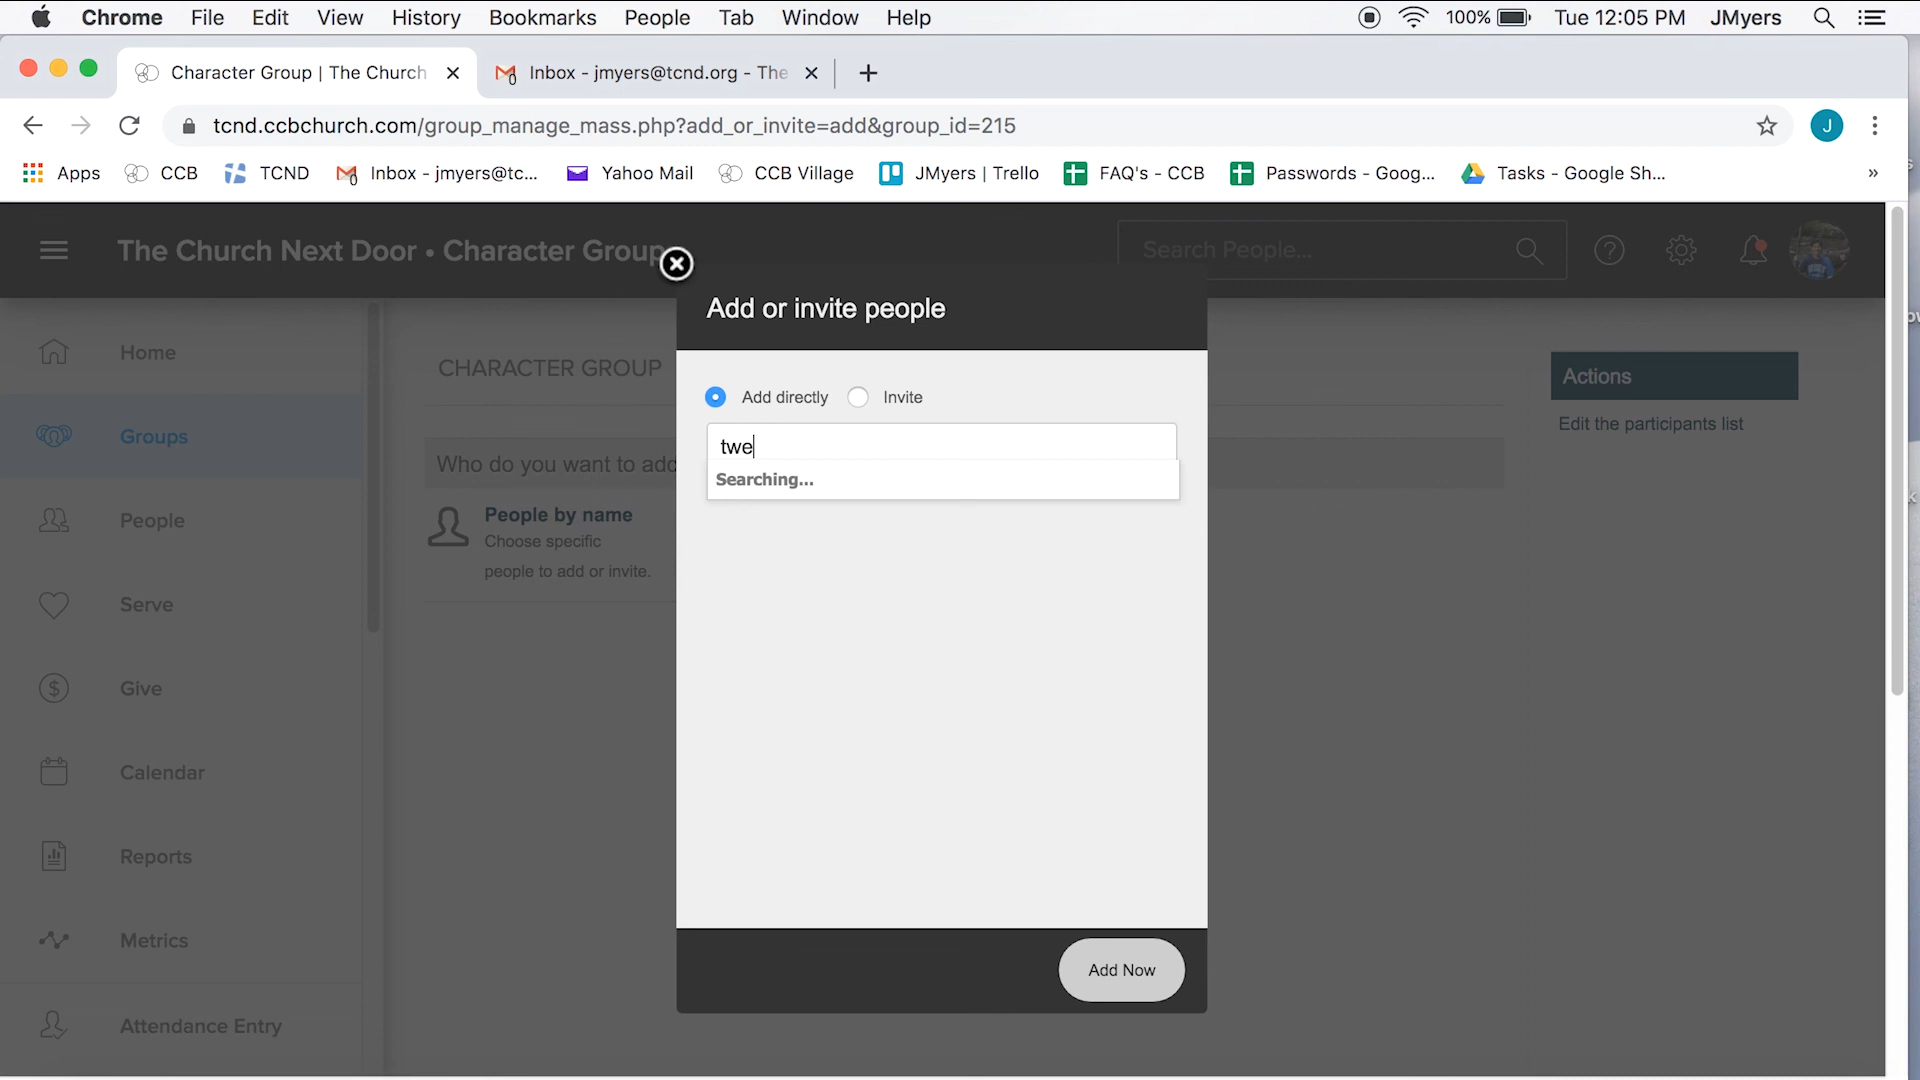 Chrome File Edit View History Bookmarks People Tab Window Help 100% Tue 12:05 PM JMyers
Character Group | The Church Inbox - jmyers@tcnd.org - The
tcnd.ccbchurch.com/group_manage_mass.php?add_or_invite=add&group_id=215 J
Apps CCB TCND Inbox - jmyers@tc... Yahoo Mail CCB Village JMyers | Trello FAQ's - CCB Passwords - Goog... Tasks - Google Sh... »
The Church Next Door • Character Group Search People...
Add or invite people
Home
Groups
People
Serve
Give
Calendar
Reports
Metrics
Attendance Entry
CHARACTER GROUP
Who do you want to add
People by name
Choose specific
people to add or invite.
Add directly Invite
twe
Searching...
Add Now
Actions
Edit the participants list